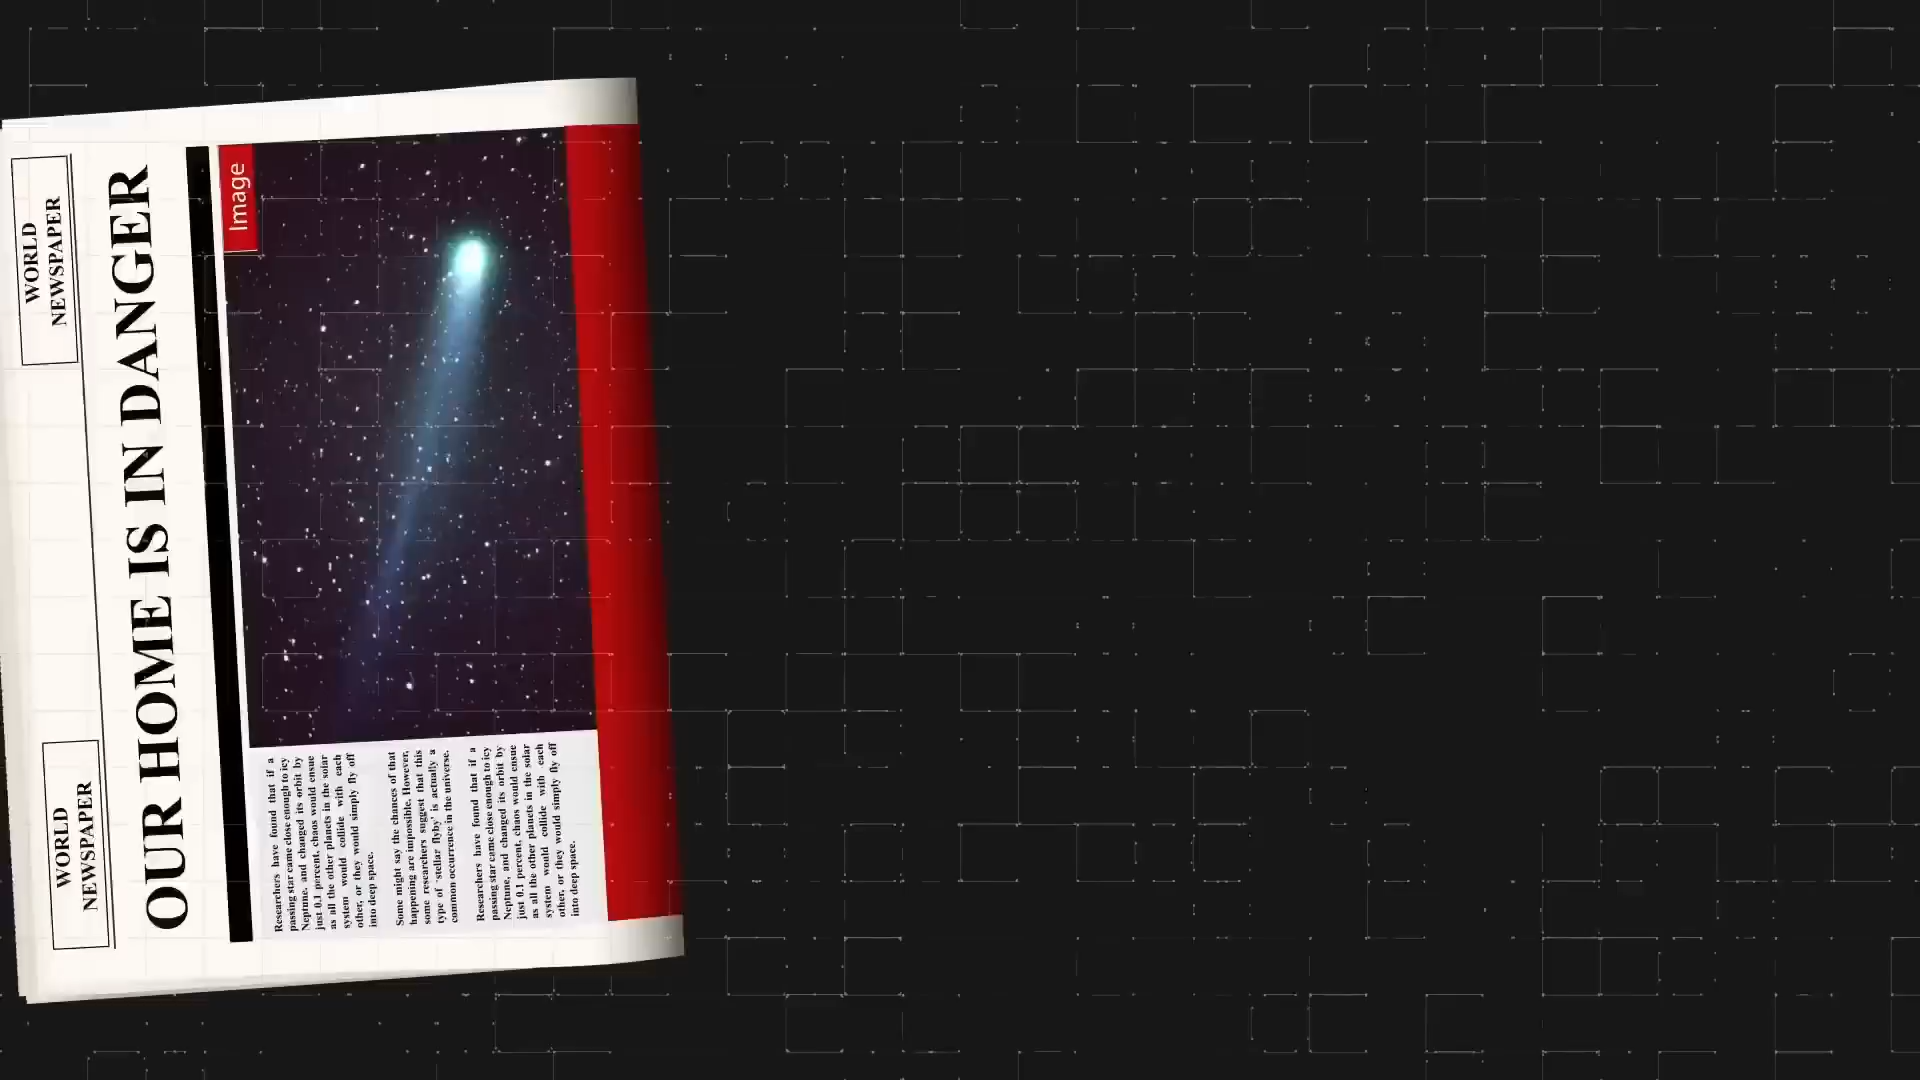 WORLD
NEWSPAPER
WORLD
NEWSPAPER
OUR HOME IS IN DANGER
Image
Researchers have found that if a
passing star came close enough to icy
Neptune, and changed its orbit by
just 0.1 percent, chaos would ensue
as all the other planets in the solar
system would collide with each
other, or they would simply fly off
into deep space.
Some might say the chances of that
happening are impossible. However,
some researchers suggest that this
type of 'stellar flyby' is actually a
common occurrence in the universe.
Researchers have found that if a
passing star came close enough to icy
Neptune, and changed its orbit by
just 0.1 percent, chaos would ensue
as all the other planets in the solar
system would collide with each
other, or they would simply fly off
into deep space.